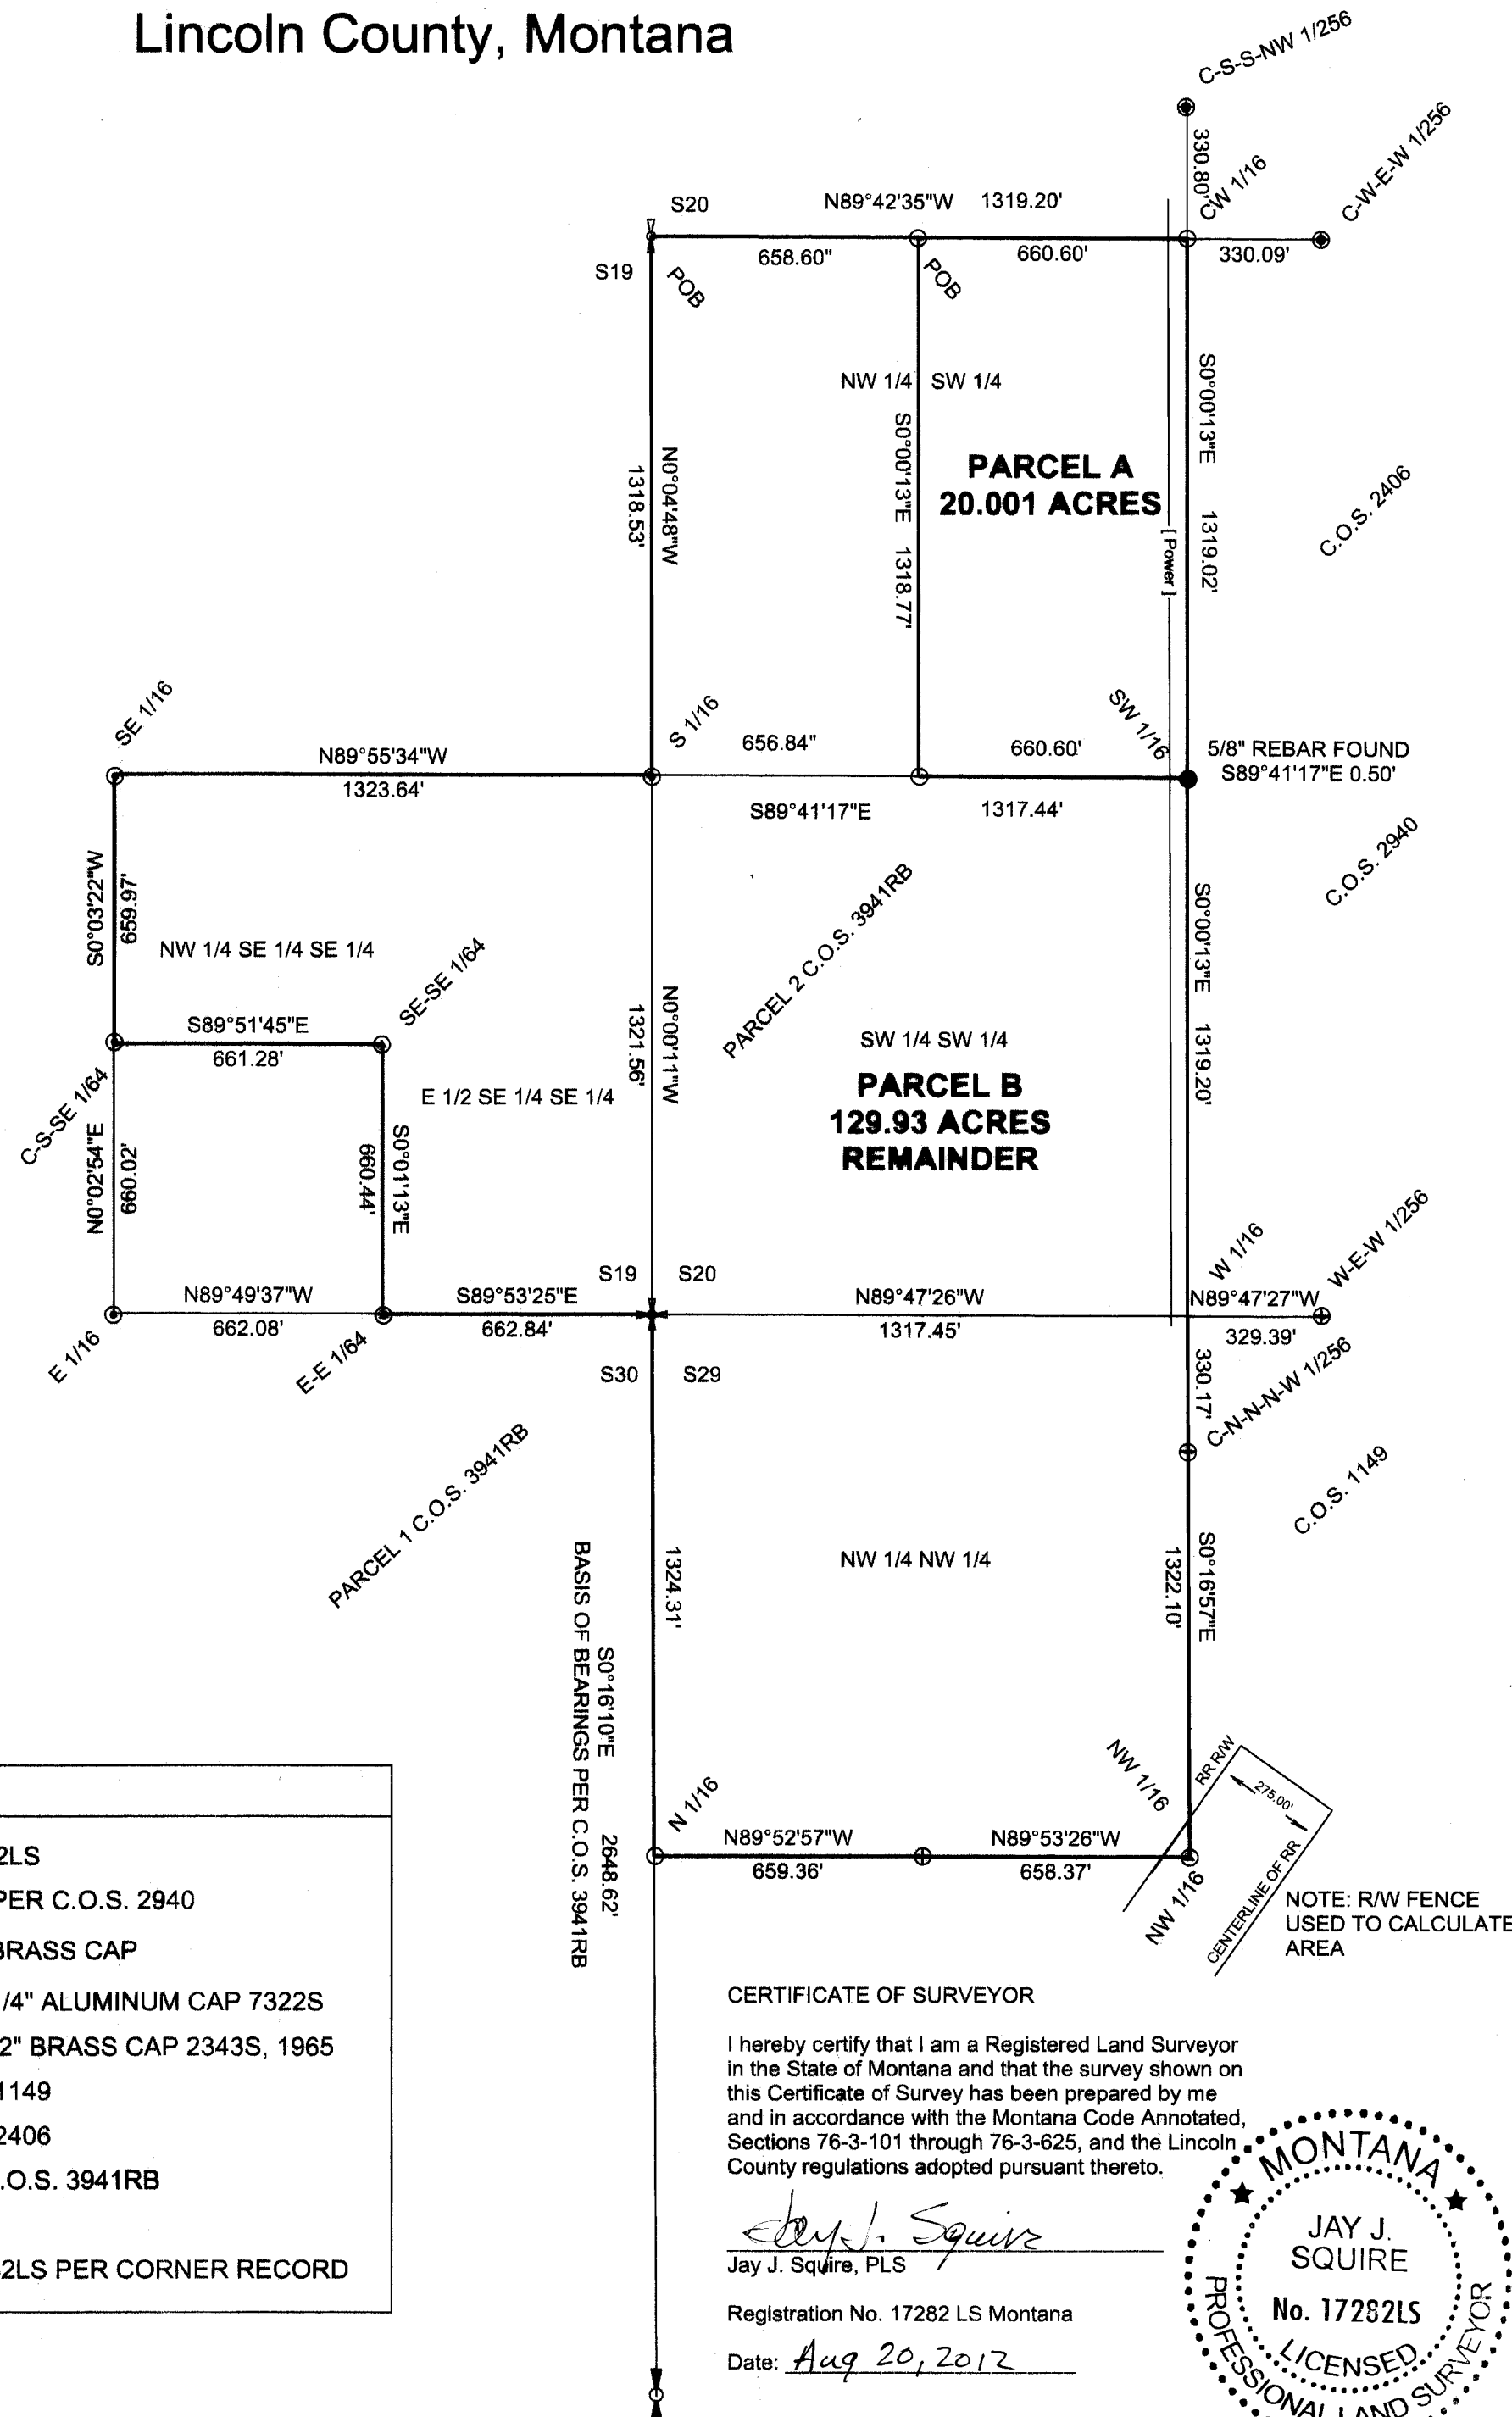 Lincoln County, Montana
C-S-S-NW 1/256
330.80'
CW 1/16
C-W-E-W 1/256
S20
N89°42'35"W 1319.20'
658.60"
660.60'
330.09'
S19
POB
POB
NW 1/4 SW 1/4
S0°00'13"E 1318.77'
N0°04'48"W
1318.53'
PARCEL A
20.001 ACRES
[ Power ]
S0°00'13"E 1319.02'
C.O.S. 2406
SE 1/16
N89°55'34"W
1323.64'
S 1/16
656.84"
660.60'
SW 1/16
5/8" REBAR FOUND
S89°41'17"E 0.50'
S89°41'17"E 1317.44'
C.O.S. 2940
S0°03'22"W
659.97'
NW 1/4 SE 1/4 SE 1/4
SE-SE 1/64
PARCEL 2 C.O.S. 3941RB
S0°00'13"E 1319.20'
S89°51'45"E
661.28'
N0°00'11"W
1321.56'
SW 1/4 SW 1/4
PARCEL B
129.93 ACRES
REMAINDER
C-S-SE 1/64
E 1/2 SE 1/4 SE 1/4
N0°02'54"E
660.02'
S0°01'13"E
660.44'
W 1/16
W-E-W 1/256
S19 S20
N89°49'37"W
662.08'
S89°53'25"E
662.84'
N89°47'26"W
1317.45'
N89°47'27"W
329.39'
E 1/16
E-E 1/64
S30 S29
330.17'
C-N-N-N-W 1/256
PARCEL 1 C.O.S. 3941RB
C.O.S. 1149
1324.31'
NW 1/4 NW 1/4
S0°16'57"E
1322.10'
S0°16'10"E 2648.62'
BASIS OF BEARINGS PER C.O.S. 3941RB
N 1/16
NW 1/16
RR R/W
275.00'
CENTERLINE OF RR
N89°52'57"W
659.36'
N89°53'26"W
658.37'
NW 1/16
NOTE: R/W FENCE
USED TO CALCULATE
AREA
2LS
PER C.O.S. 2940
BRASS CAP
1/4" ALUMINUM CAP 7322S
2" BRASS CAP 2343S, 1965
1149
2406
.O.S. 3941RB
2LS PER CORNER RECORD
CERTIFICATE OF SURVEYOR
I hereby certify that I am a Registered Land Surveyor
in the State of Montana and that the survey shown on
this Certificate of Survey has been prepared by me
and in accordance with the Montana Code Annotated,
Sections 76-3-101 through 76-3-625, and the Lincoln
County regulations adopted pursuant thereto.
Jay J. Squire
Jay J. Squire, PLS
Registration No. 17282 LS Montana
Date: Aug 20, 2012
MONTANA
JAY J.
SQUIRE
No. 17282LS
LICENSED
PROFESSIONAL LAND SURVEYOR